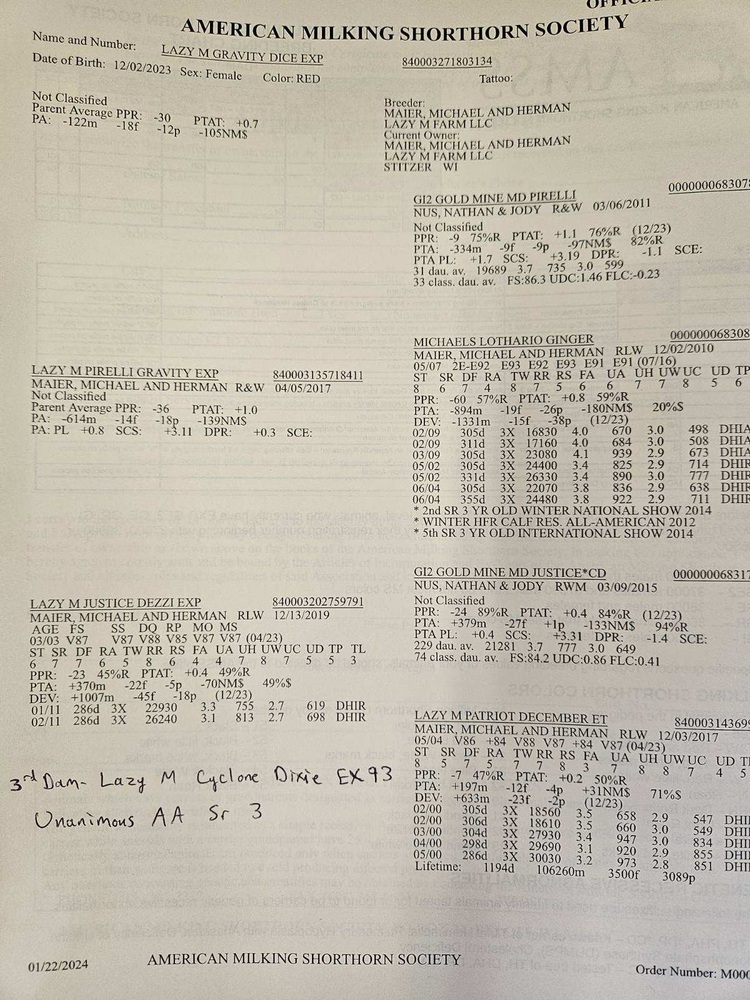 AMERICAN MILKING SHORTHORN SOCIETY
Name and Number: LAZY M GRAVITY DICE EXP 840003271803134
Date of Birth: 12/02/2023 Sex: Female Color: RED Tattoo:
Not Classified
Parent Average PPR: -30 PTAT: +0.7
PA: -122m -18f -12p -105NM$
Breeder:
MAIER, MICHAEL AND HERMAN
LAZY M FARM LLC
Current Owner:
MAIER, MICHAEL AND HERMAN
LAZY M FARM LLC
STITZER WI
GI2 GOLD MINE MD PIRELLI 0000000068307
NUS, NATHAN & JODY R&W 03/06/2011
Not Classified
PPR: -9 75%R PTAT: +1.1 76%R (12/23)
PTA: -334m -9f -9p -97NM$ 82%R
PTA PL: +1.7 SCS: +3.19 DPR: -1.1 SCE:
31 dau. av. 19689 3.7 735 3.0 599
33 class. dau. av. FS:86.3 UDC:1.46 FLC:-0.23
LAZY M PIRELLI GRAVITY EXP 840003135718411
MAIER, MICHAEL AND HERMAN R&W 04/05/2017
Not Classified
Parent Average PPR: -36 PTAT: +1.0
PA: -614m -14f -18p -139NM$
PA: PL +0.8 SCS: +3.11 DPR: +0.3 SCE:
MICHAELS LOTHARIO GINGER 0000000068308
MAIER, MICHAEL AND HERMAN RLW 12/02/2010
05/07 2E-E92 E93 E92 E93 E91 E91 (07/16)
ST SR DF RA TW RR RS FA UA UH UW UC UD TP
8 6 7 4 8 7 5 6 6 7 7 8 5 6
PPR: -60 57%R PTAT: +0.8 59%R
PTA: -894m -19f -26p -180NM$ 20%$
DEV: -1331m -15f -38p (12/23)
02/09 305d 3X 16830 4.0 670 3.0 498 DHIA
02/09 311d 3X 17160 4.0 684 3.0 508 DHIA
03/09 305d 3X 23080 4.1 939 2.9 673 DHIA
05/02 305d 3X 24400 3.4 825 2.9 714 DHIR
05/02 331d 3X 26330 3.4 890 3.0 777 DHIR
06/04 305d 3X 22070 3.8 836 2.9 638 DHIR
06/04 355d 3X 24480 3.8 922 2.9 711 DHIR
* 2nd SR 3 YR OLD WINTER NATIONAL SHOW 2014
* WINTER HFR CALF RES. ALL-AMERICAN 2012
* 5th SR 3 YR OLD INTERNATIONAL SHOW 2014
GI2 GOLD MINE MD JUSTICE*CD 0000000068317
NUS, NATHAN & JODY RWM 03/09/2015
Not Classified
PPR: -24 89%R PTAT: +0.4 84%R (12/23)
PTA: +379m -27f +1p -133NM$ 94%R
PTA PL: +0.4 SCS: +3.31 DPR: -1.4 SCE:
229 dau. av. 21281 3.7 777 3.0 649
74 class. dau. av. FS:84.2 UDC:0.86 FLC:0.41
LAZY M JUSTICE DEZZI EXP 840003202759791
MAIER, MICHAEL AND HERMAN RLW 12/13/2019
AGE FS SS DQ RP MO MS
03/03 V87 V87 V88 V85 V87 V87 (04/23)
ST SR DF RA TW RR RS FA UA UH UW UC UD TP TL
6 7 7 6 5 8 6 4 4 7 8 7 5 5 3
PPR: -23 45%R PTAT: +0.4 49%R
PTA: +370m -22f -5p -70NM$ 49%$
DEV: +1007m -45f -18p (12/23)
01/11 286d 3X 22930 3.3 755 2.7 619 DHIR
02/11 286d 3X 26240 3.1 813 2.7 698 DHIR
LAZY M PATRIOT DECEMBER ET 84000314369
MAIER, MICHAEL AND HERMAN RLW 12/03/2017
05/04 V86 +84 V88 V87 +84 V87 (04/23)
ST SR DF RA TW RR RS FA UA UH UW UC UD
8 5 7 5 7 7 8 3 7 8 8 7 7
PPR: -7 47%R PTAT: +0.2 50%R
PTA: +197m -12f -4p +31NM$ 71%$
DEV: +633m -23f -2p (12/23)
02/00 305d 3X 18560 3.5 658 2.9 547 DHIR
02/00 306d 3X 18610 3.5 660 3.0 549 DHIR
03/00 304d 3X 27930 3.4 947 3.0 834 DHIR
04/00 298d 3X 29690 3.1 920 2.9 855 DHIR
05/00 286d 3X 30030 3.2 973 2.8 851 DHIR
Lifetime: 1194d 106260m 3500f 3089p
3rd Dam- Lazy M Cyclone Dixie EX 93
Unanimous AA Sr 3
01/22/2024 AMERICAN MILKING SHORTHORN SOCIETY Order Number: M000